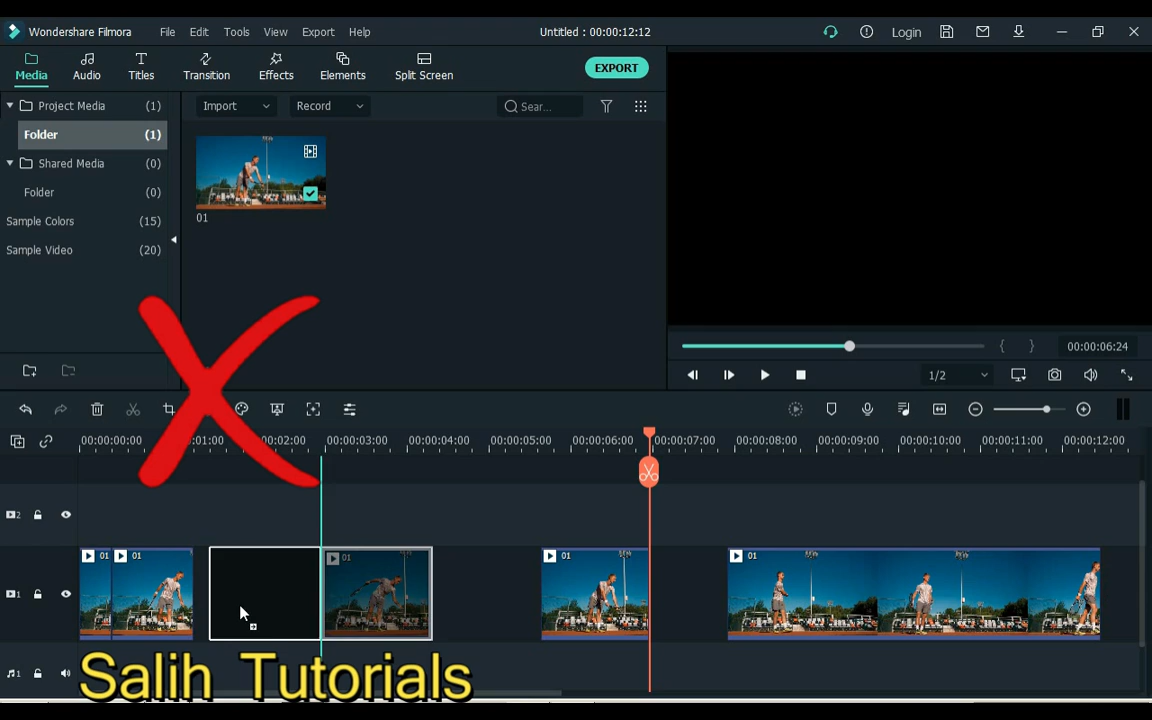 Wondershare Filmora File Edit Tools View Export Help Untitled : 00:00:12:12 Login
Media Audio Titles Transition Effects Elements Split Screen EXPORT
Project Media (1) Import Record Sear...
Folder (1)
Shared Media (0)
Folder (0)
01
Sample Colors (15)
Sample Video (20)
00:00:06:24
1/2
00:00:00:00 :01:00 00:02:00 00:00:03:00 00:00:04:00 00:00:05:00 00:00:06:00 00:00:07:00 00:00:08:00 00:00:09:00 00:00:10:00 00:00:11:00 00:00:12:00
2
01 01 01 01 01
1
1
Salih Tutorials